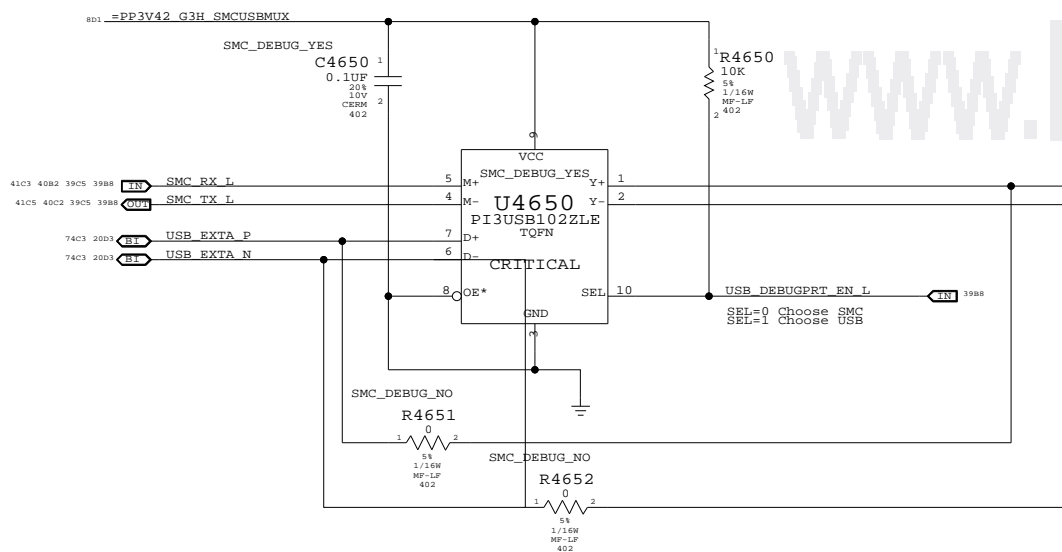 8D1 =PP3V42_G3H_SMCUSBMUX
SMC_DEBUG_YES
C4650
0.1UF
20%
10V
CERM
402
1
2
1
R4650
10K
5%
1/16W
MF-LF
402
2
www.
9
VCC
SMC_DEBUG_YES
U4650
PI3USB102ZLE
TQFN
CRITICAL
41C3 40B2 39C5 39B8 IN SMC_RX_L 5 M+ Y+ 1
41C5 40C2 39C5 39B8 OUT SMC_TX_L 4 M- Y- 2
74C3 20D3 BI USB_EXTA_P 7 D+
74C3 20D3 BI USB_EXTA_N 6 D-
8 OE* SEL 10 USB_DEBUGPRT_EN_L IN 39B8
SEL=0 Choose SMC
SEL=1 Choose USB
GND
3
SMC_DEBUG_NO
R4651
0
1 2
5%
1/16W
MF-LF
402
SMC_DEBUG_NO
R4652
0
1 2
5%
1/16W
MF-LF
402